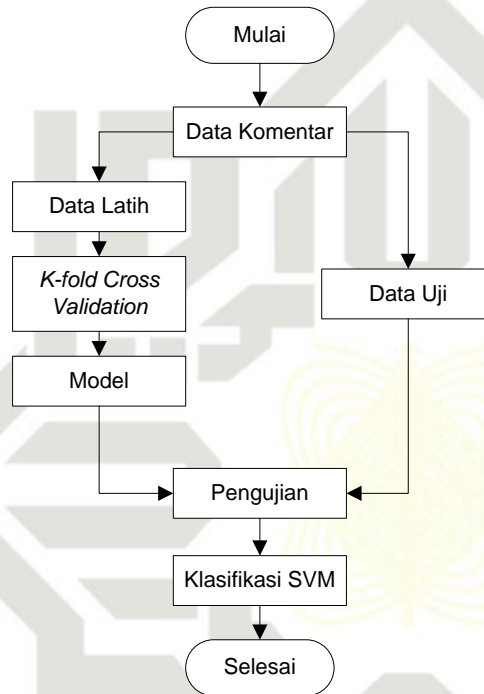 Mulai
Data Komentar
Data Latih
K-fold Cross
Validation
Data Uji
Model
Pengujian
Klasifikasi SVM
Selesai